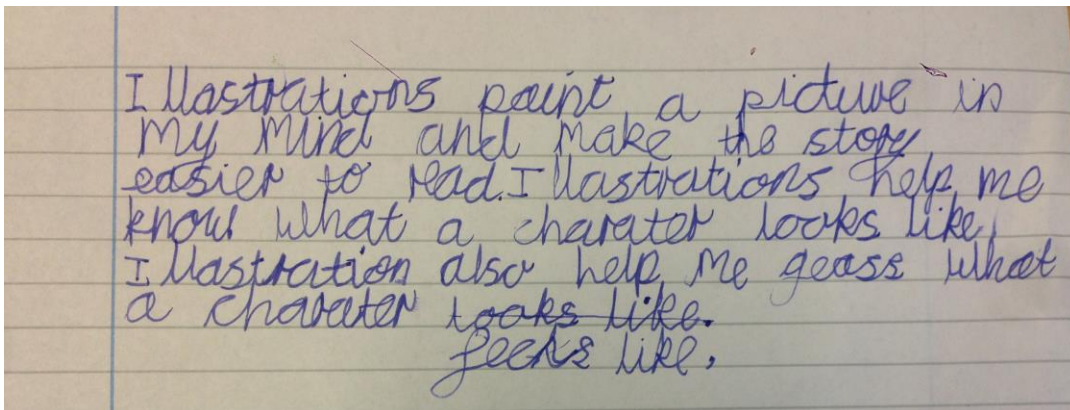 Illastrations paint a picture in
my mind and make the story
easier to read. Illastrations help me
know what a charater looks like.
Illastration also help me geass what
a charater looks like.
feels like.